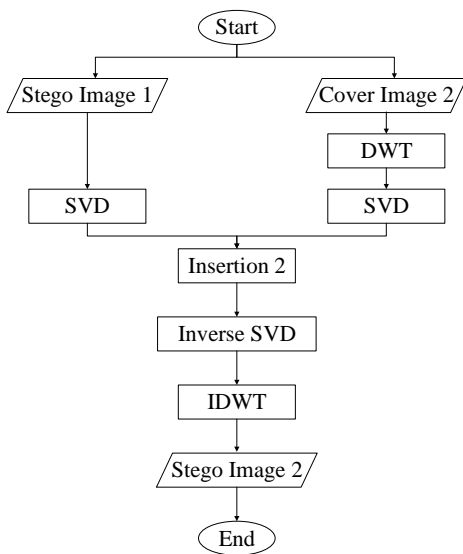 Start
Stego Image 1
Cover Image 2
DWT
SVD
SVD
Insertion 2
Inverse SVD
IDWT
Stego Image 2
End